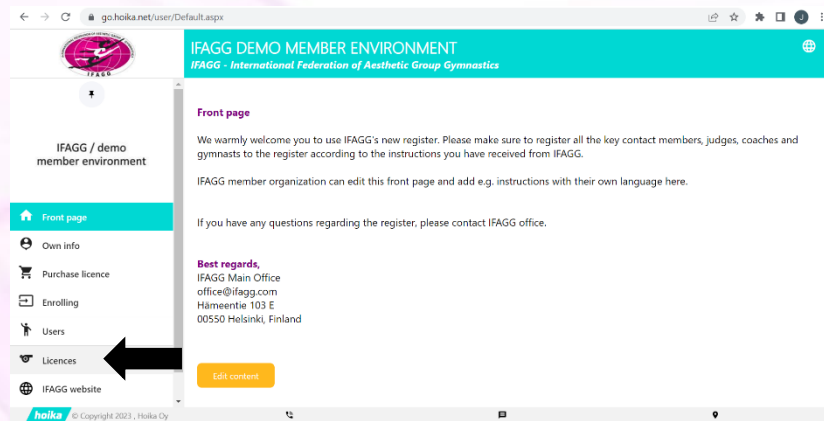 go.hoika.net/user/Default.aspx
J
IFAGG
IFAGG DEMO MEMBER ENVIRONMENT
IFAGG - International Federation of Aesthetic Group Gymnastics
IFAGG / demo
member environment
Front page
Own info
Purchase licence
Enrolling
Users
Licences
IFAGG website
Front page
We warmly welcome you to use IFAGG's new register. Please make sure to register all the key contact members, judges, coaches and
gymnasts to the register according to the instructions you have received from IFAGG.
IFAGG member organization can edit this front page and add e.g. instructions with their own language here.
If you have any questions regarding the register, please contact IFAGG office.
Best regards,
IFAGG Main Office
office@ifagg.com
Hämeentie 103 E
00550 Helsinki, Finland
Edit content
hoika © Copyright 2023 , Hoika Oy